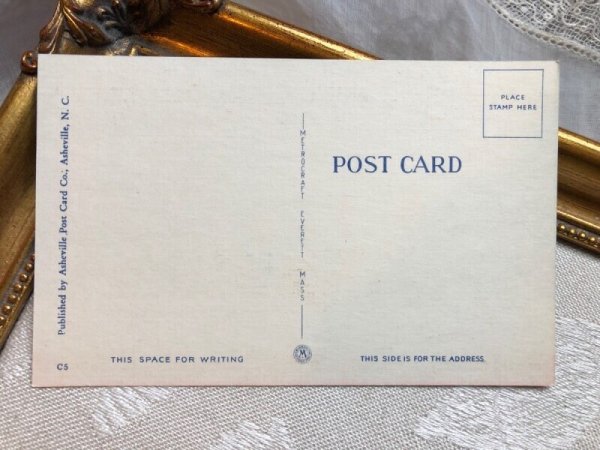 Published by Asheville Post Card Co., Asheville, N. C.
C5
THIS SPACE FOR WRITING
METROCRAFT EVERETT MASS
M
PLACE
STAMP HERE
POST CARD
THIS SIDE IS FOR THE ADDRESS